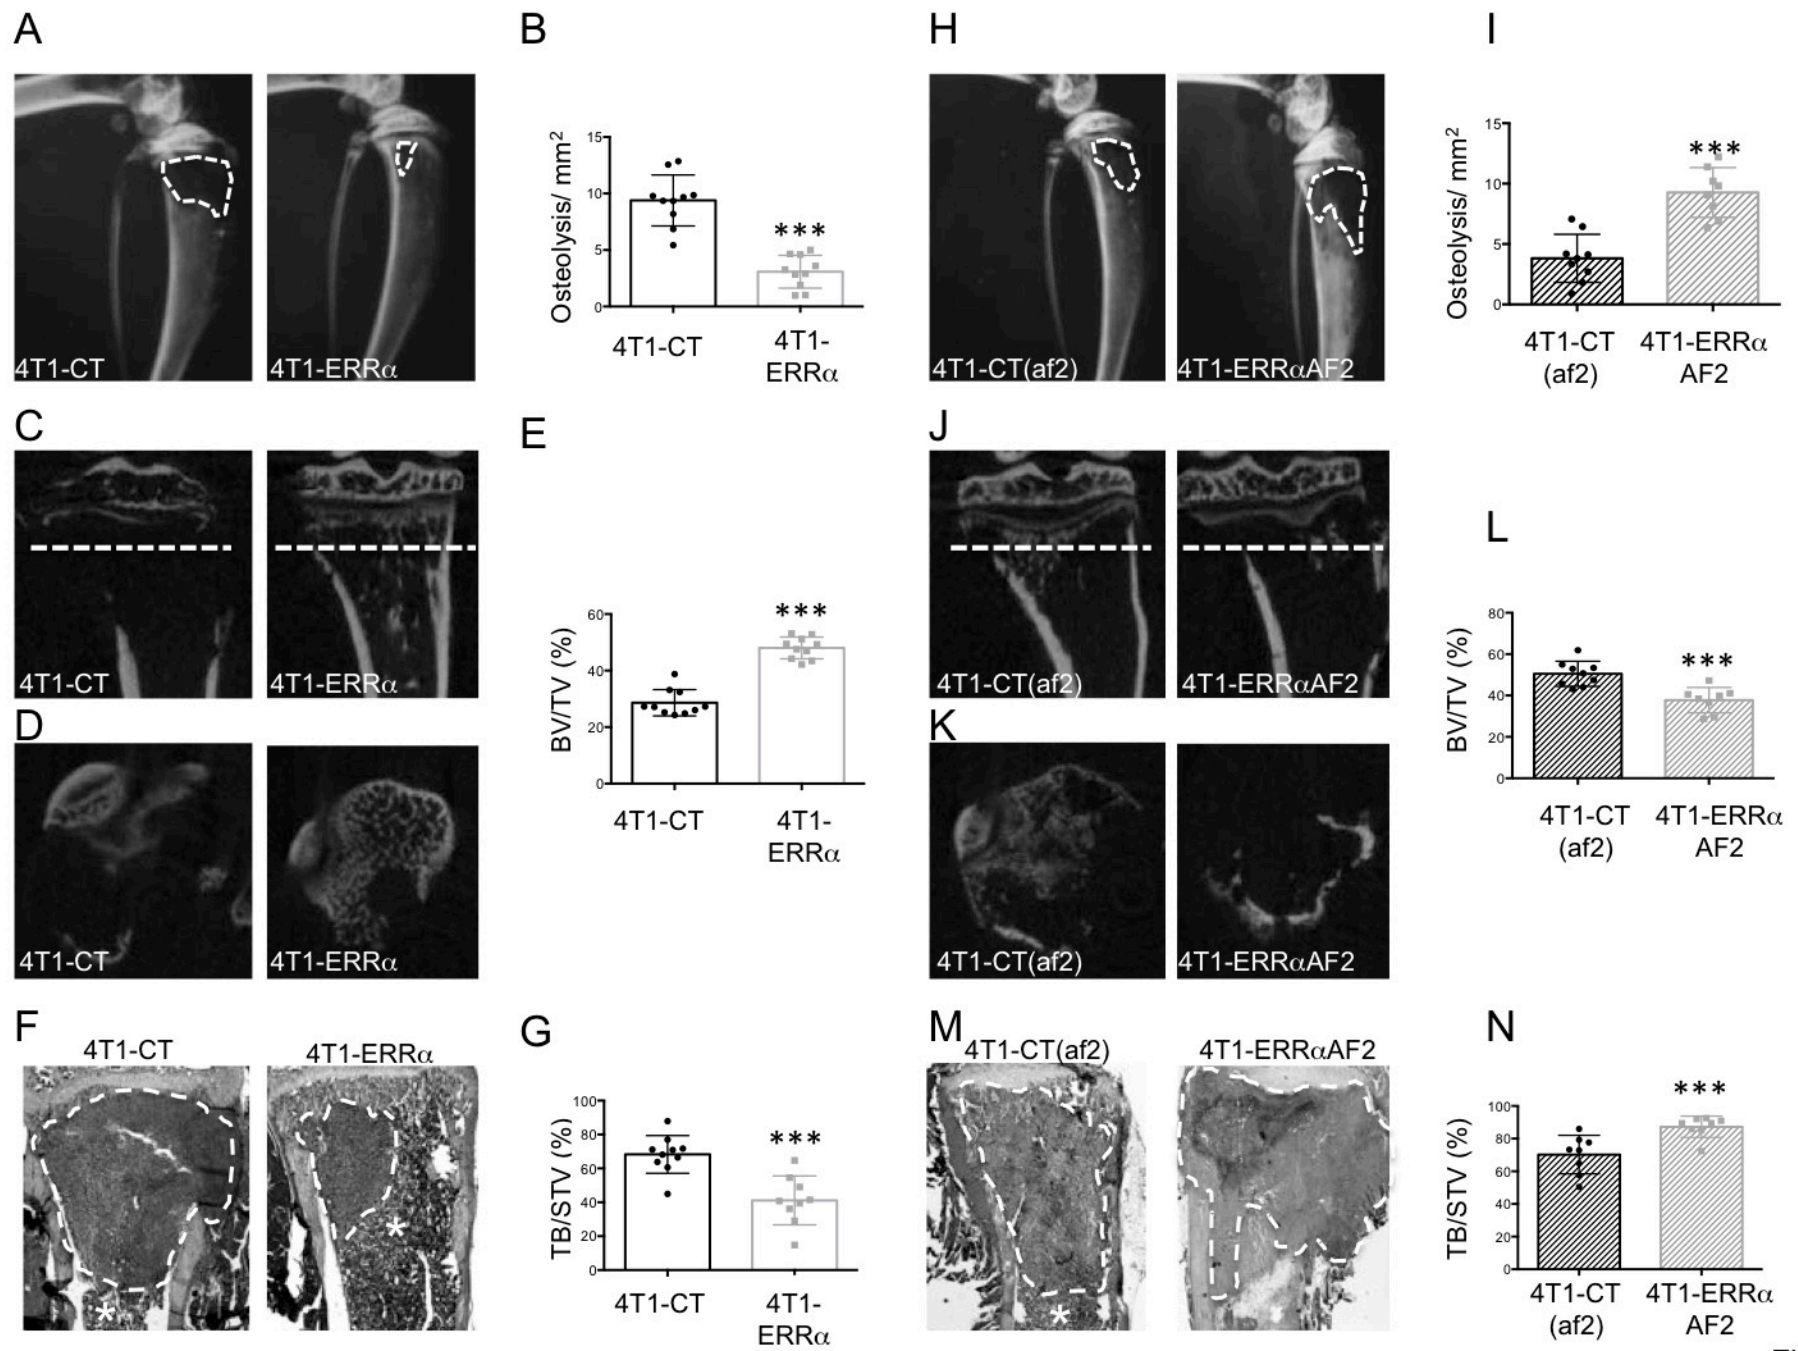 A
4T1-CT
4T1-ERRα
B
Osteolysis/ mm2
15
10
5
0
***
4T1-CT
4T1-
ERRα
C
4T1-CT
4T1-ERRα
D
4T1-CT
4T1-ERRα
E
BV/TV (%)
60
40
20
0
***
4T1-CT
4T1-
ERRα
F
4T1-CT
4T1-ERRα
*
*
G
TB/STV (%)
100
80
60
40
20
0
***
4T1-CT
4T1-
ERRα
H
4T1-CT(af2)
4T1-ERRαAF2
I
Osteolysis/ mm2
15
10
5
0
***
4T1-CT
(af2)
4T1-ERRα
AF2
J
4T1-CT(af2)
4T1-ERRαAF2
K
4T1-CT(af2)
4T1-ERRαAF2
L
BV/TV (%)
80
60
40
20
0
***
4T1-CT
(af2)
4T1-ERRα
AF2
M
4T1-CT(af2)
4T1-ERRαAF2
*
*
N
TB/STV (%)
100
80
60
40
20
0
***
4T1-CT
(af2)
4T1-ERRα
AF2